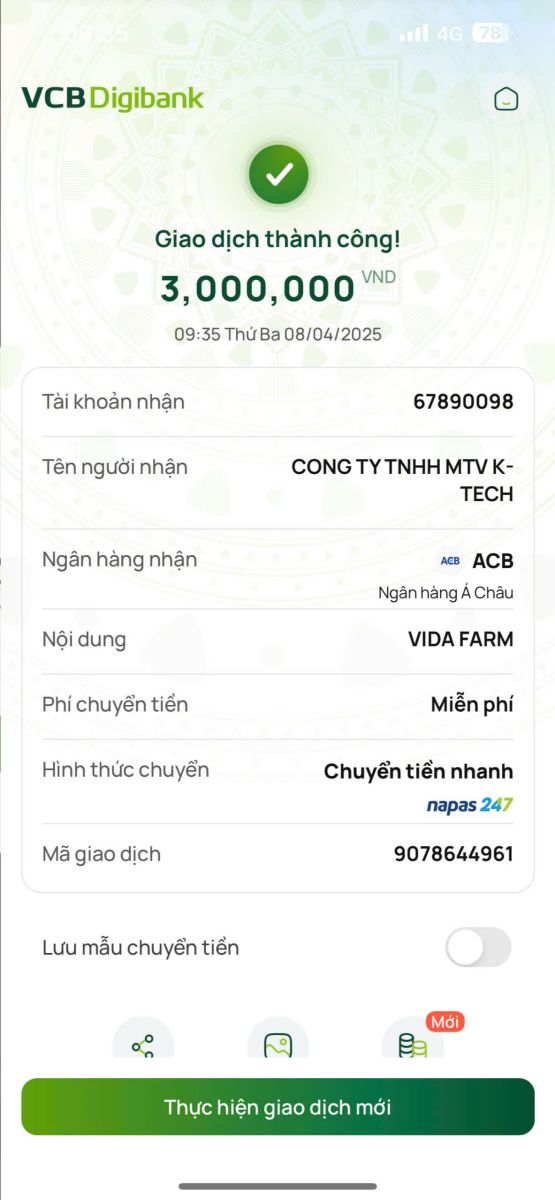 09:35
4G 78
VCB Digibank
Giao dịch thành công!
3,000,000 VND
09:35 Thứ Ba 08/04/2025
Tài khoản nhận 67890098
Tên người nhận CONG TY TNHH MTV K-
TECH
Ngân hàng nhận ACB ACB
Ngân hàng Á Châu
Nội dung VIDA FARM
Phí chuyển tiền Miễn phí
Hình thức chuyển Chuyển tiền nhanh
napas 247
Mã giao dịch 9078644961
Lưu mẫu chuyển tiền
Mới
Thực hiện giao dịch mới